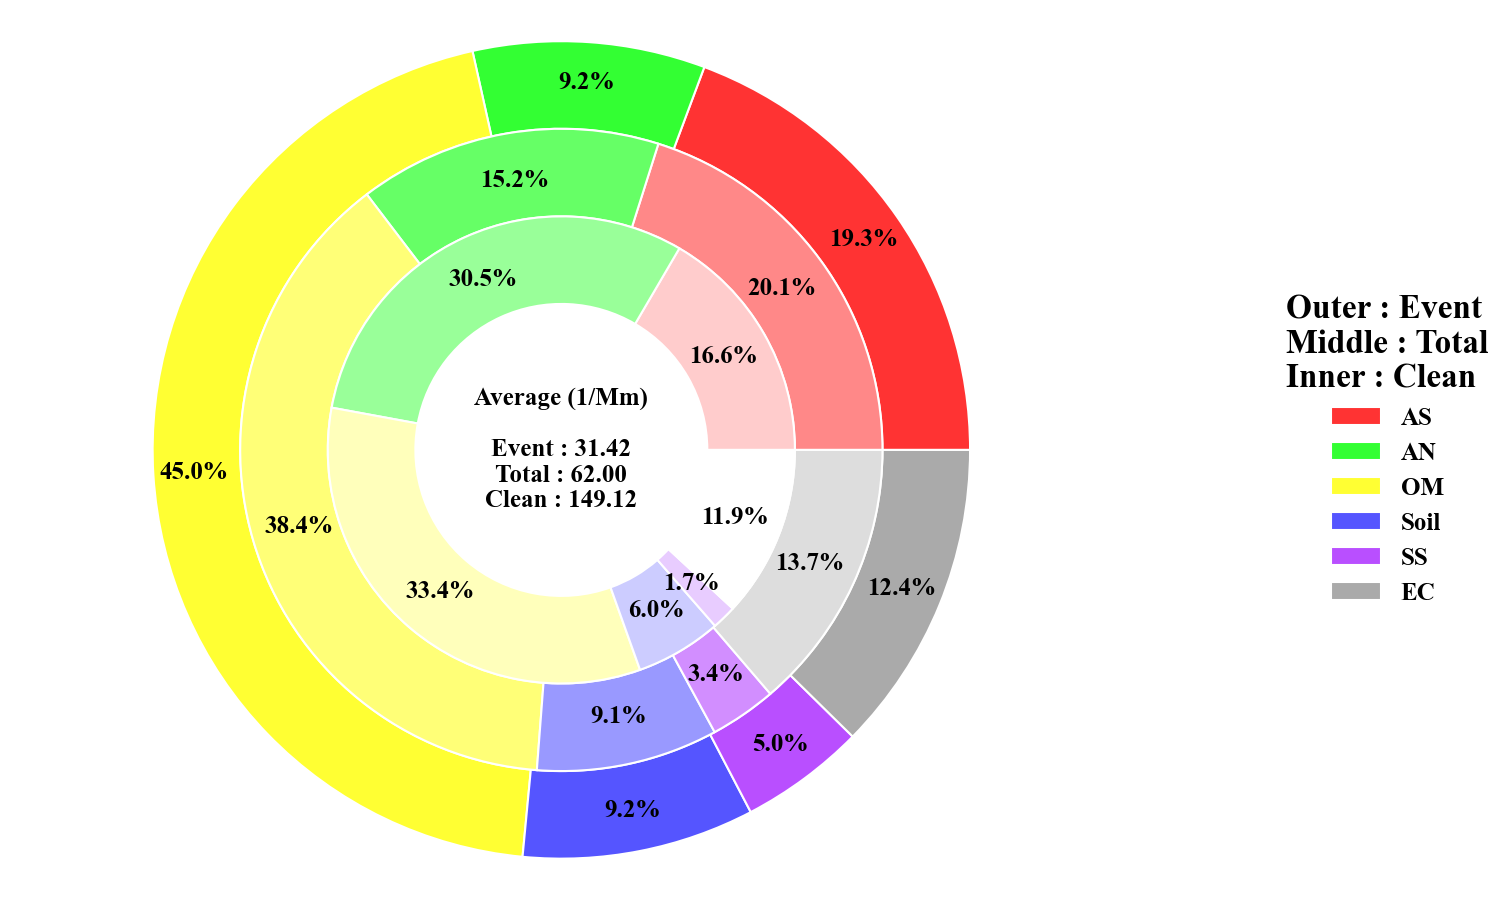 9.2%
19.3%
15.2%
20.1%
30.5%
16.6%
Average (1/Mm)
Event : 31.42
Total : 62.00
Clean : 149.12
45.0%
38.4%
33.4%
11.9%
13.7%
12.4%
1.7%
6.0%
3.4%
9.1%
5.0%
9.2%
Outer : Event
Middle : Total
Inner : Clean
AS
AN
OM
Soil
SS
EC